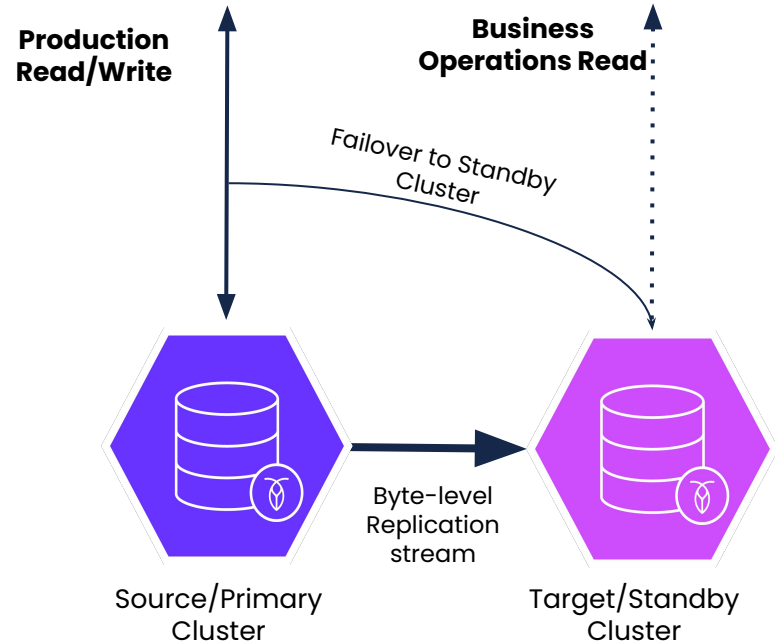 Production
Read/Write
Business
Operations Read
Failover to Standby
Cluster
Byte-level
Replication
stream
Source/Primary
Cluster
Target/Standby
Cluster